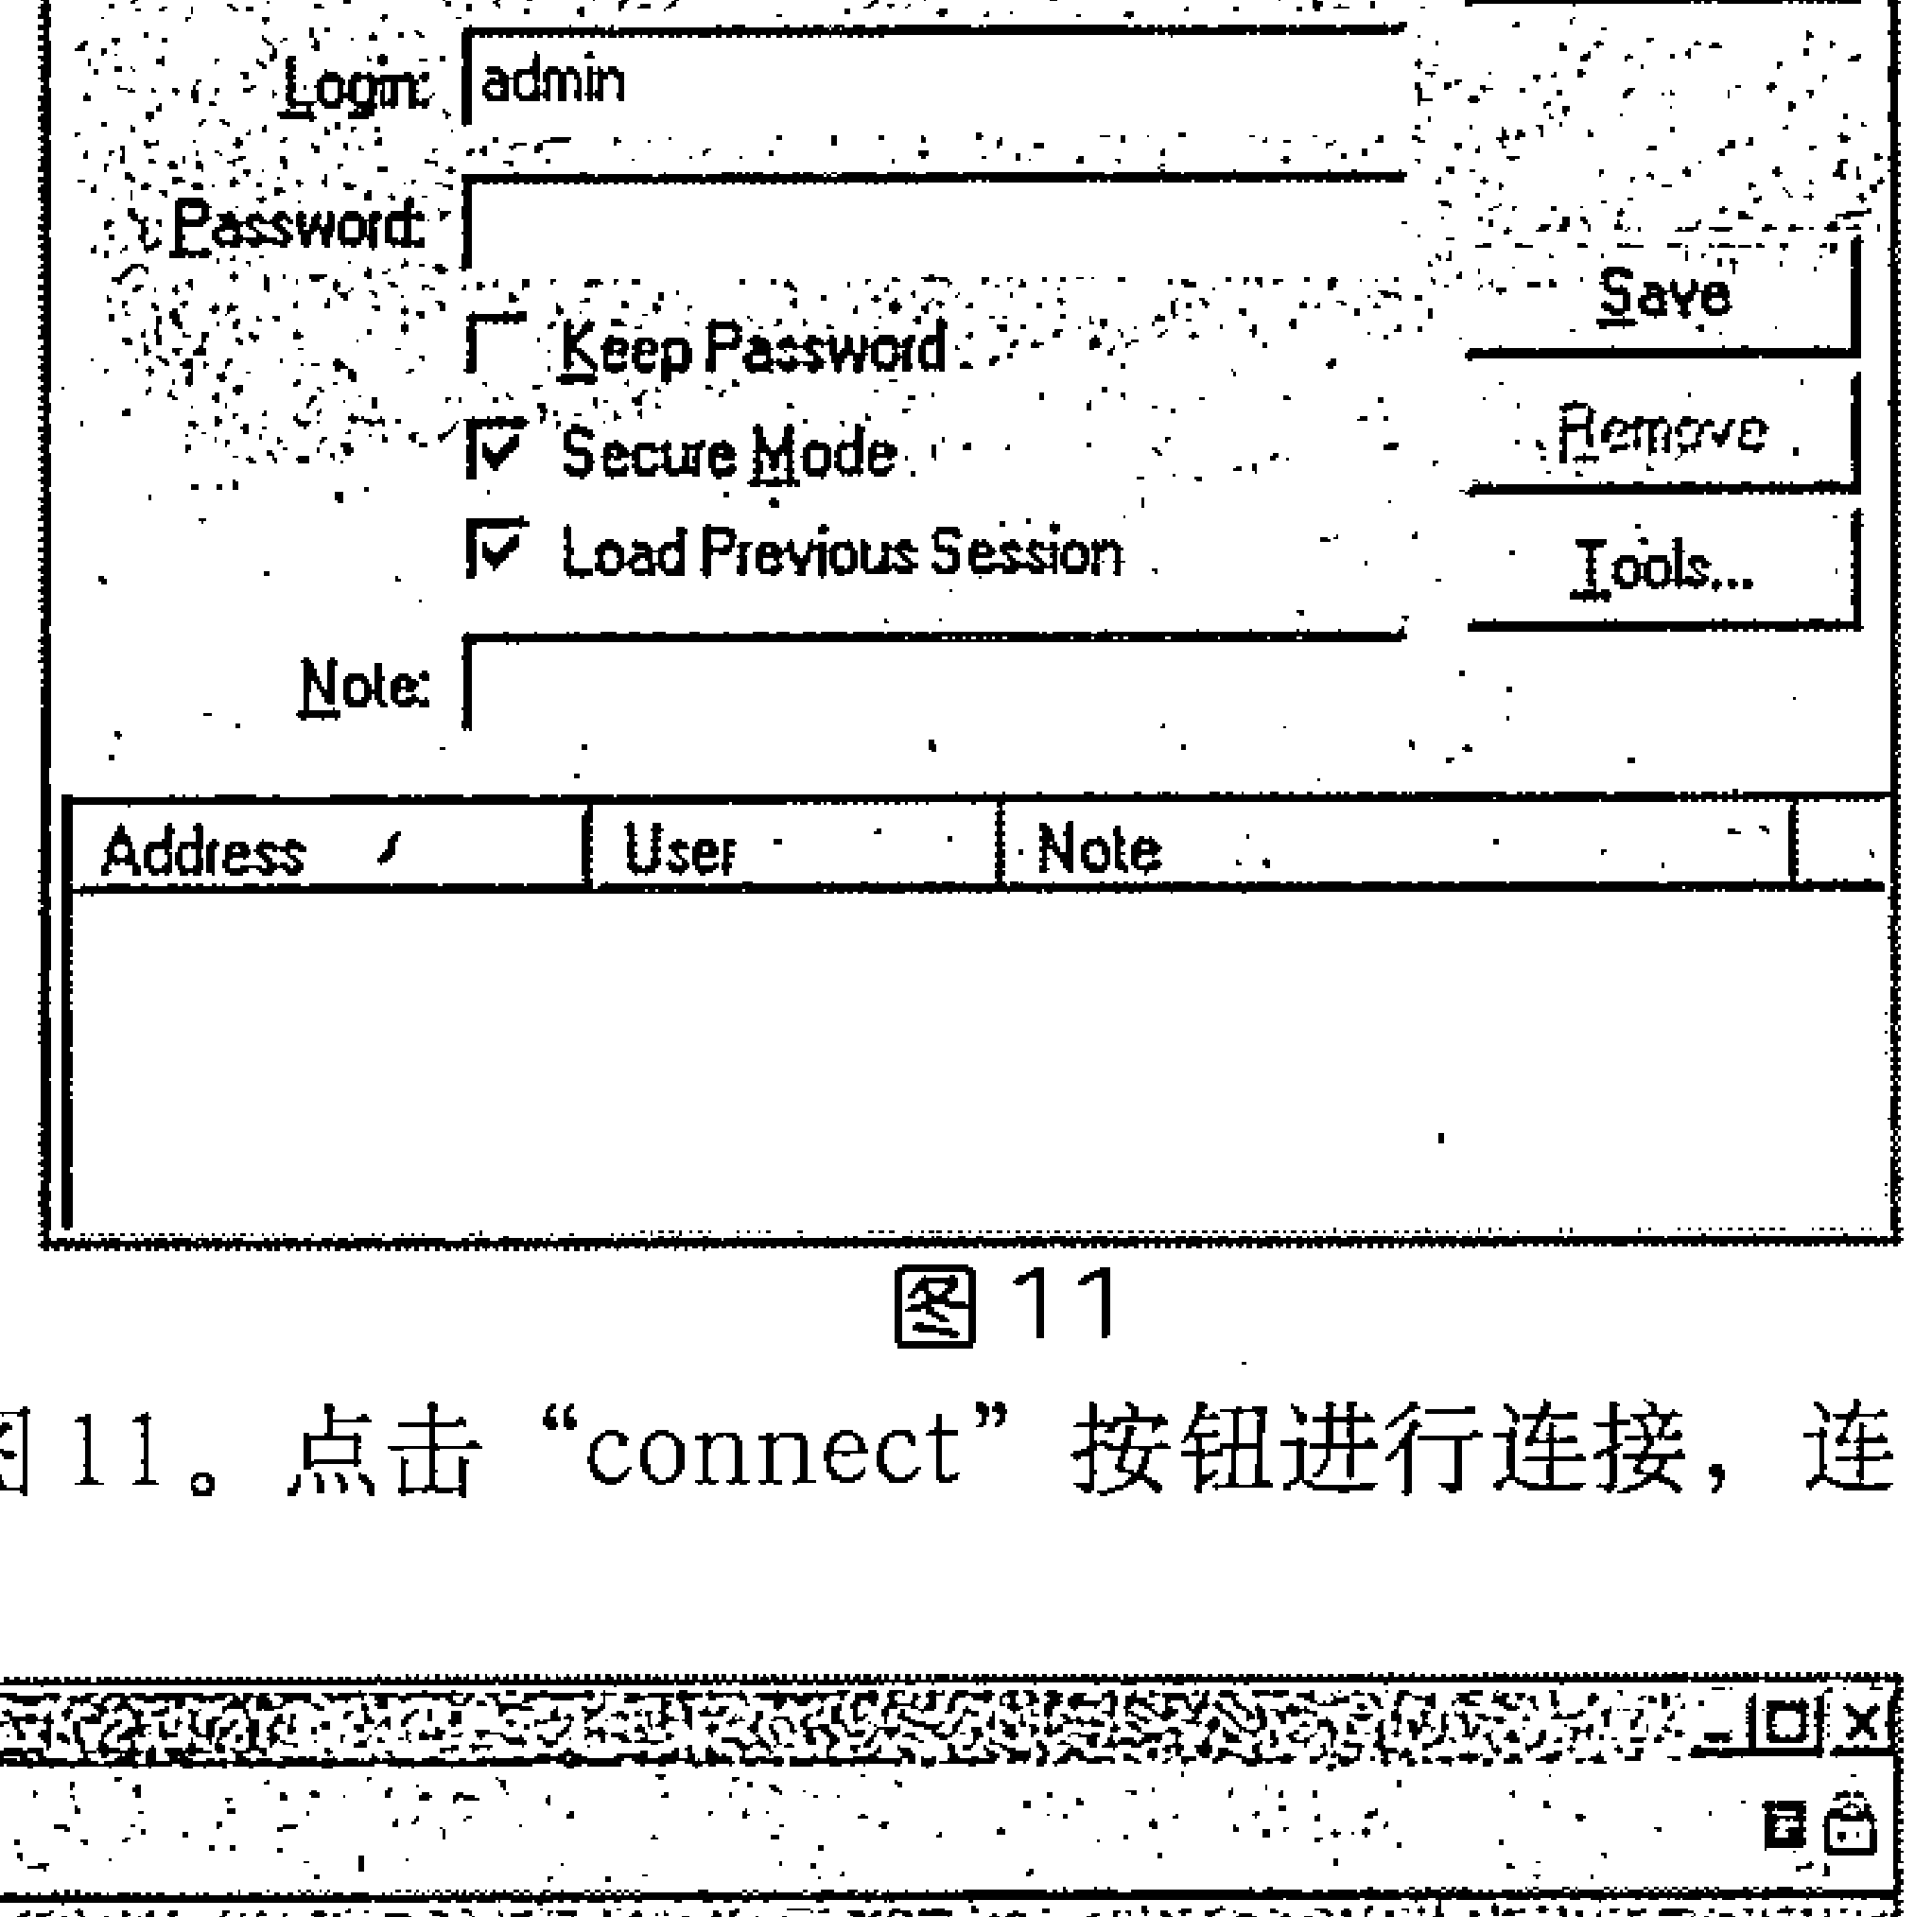 Login: admin
Password:
Save
Keep Password
Remove
Secure Mode
Load Previous Session
Tools...
Note:
Address User Note
图 11
图 11。点击“connect”按钮进行连接，连